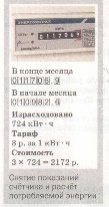 В конце месяца
В начале месяца
Израсходовано
724 кВт · ч
Тариф
3 р. за 1 кВт · ч
Стоимость
3 × 724 = 2172 р.
Снятие показаний
счётчика и расчёт
потребляемой энергии